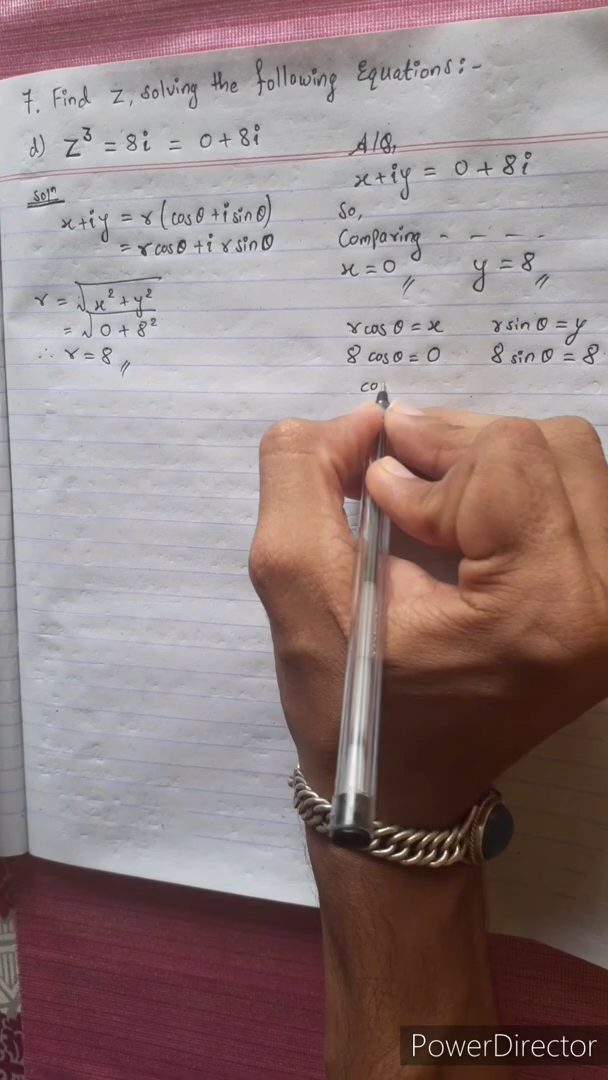 7. Find z, solving the following Equations:-
d) z³ = 8i = 0+8i
Solⁿ
x+iy = r(cosθ+i sinθ)
= r cosθ + i r sinθ
r = √x²+y²
= √0+8²
∴ r = 8 〃
A/Q,
x+iy = 0+8i
So,
Comparing - - - -
x=0 〃 y=8 〃
r cosθ = x r sinθ = y
8 cosθ = 0 8 sinθ = 8
co
PowerDirector